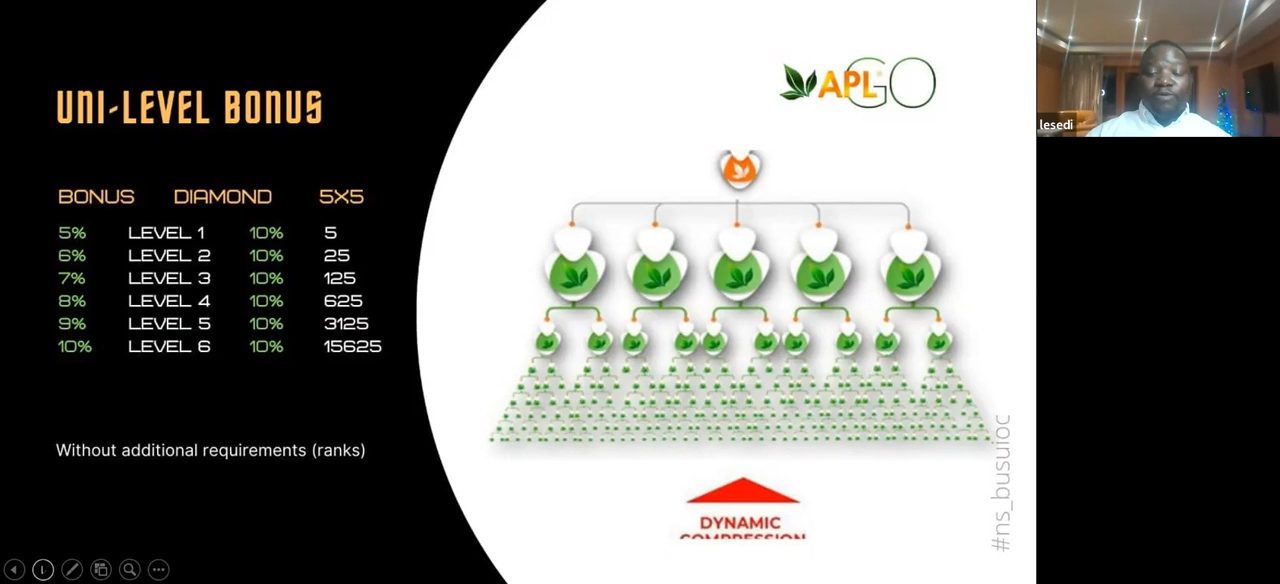 UNI-LEVEL BONUS
BONUS DIAMOND 5X5
5% LEVEL 1 10% 5
6% LEVEL 2 10% 25
7% LEVEL 3 10% 125
8% LEVEL 4 10% 625
9% LEVEL 5 10% 3125
10% LEVEL 6 10% 15625
Without additional requirements (ranks)
APLGO
DYNAMIC
COMPRESSION
#ns_busuioc
lesedi